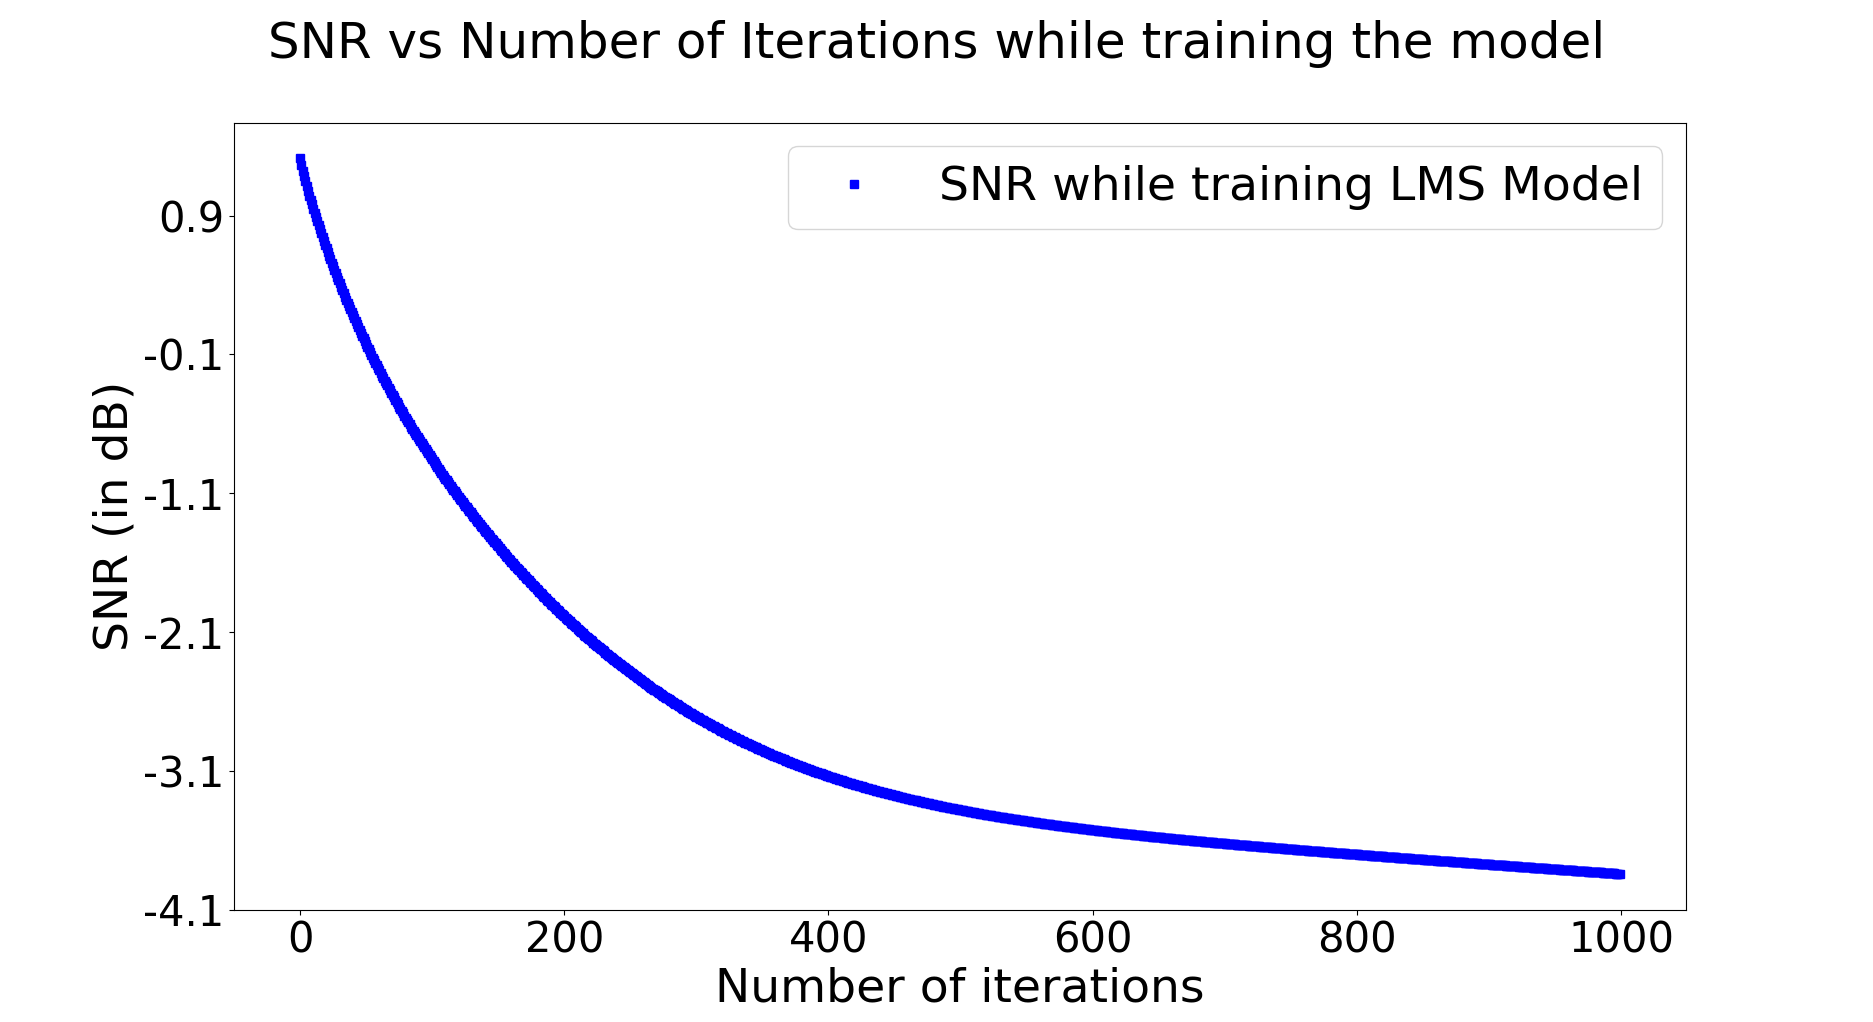 SNR vs Number of Iterations while training the model
SNR while training LMS Model
0.9
-0.1
-1.1
-2.1
-3.1
-4.1
SNR (in dB)
0 200 400 600 800 1000
Number of iterations